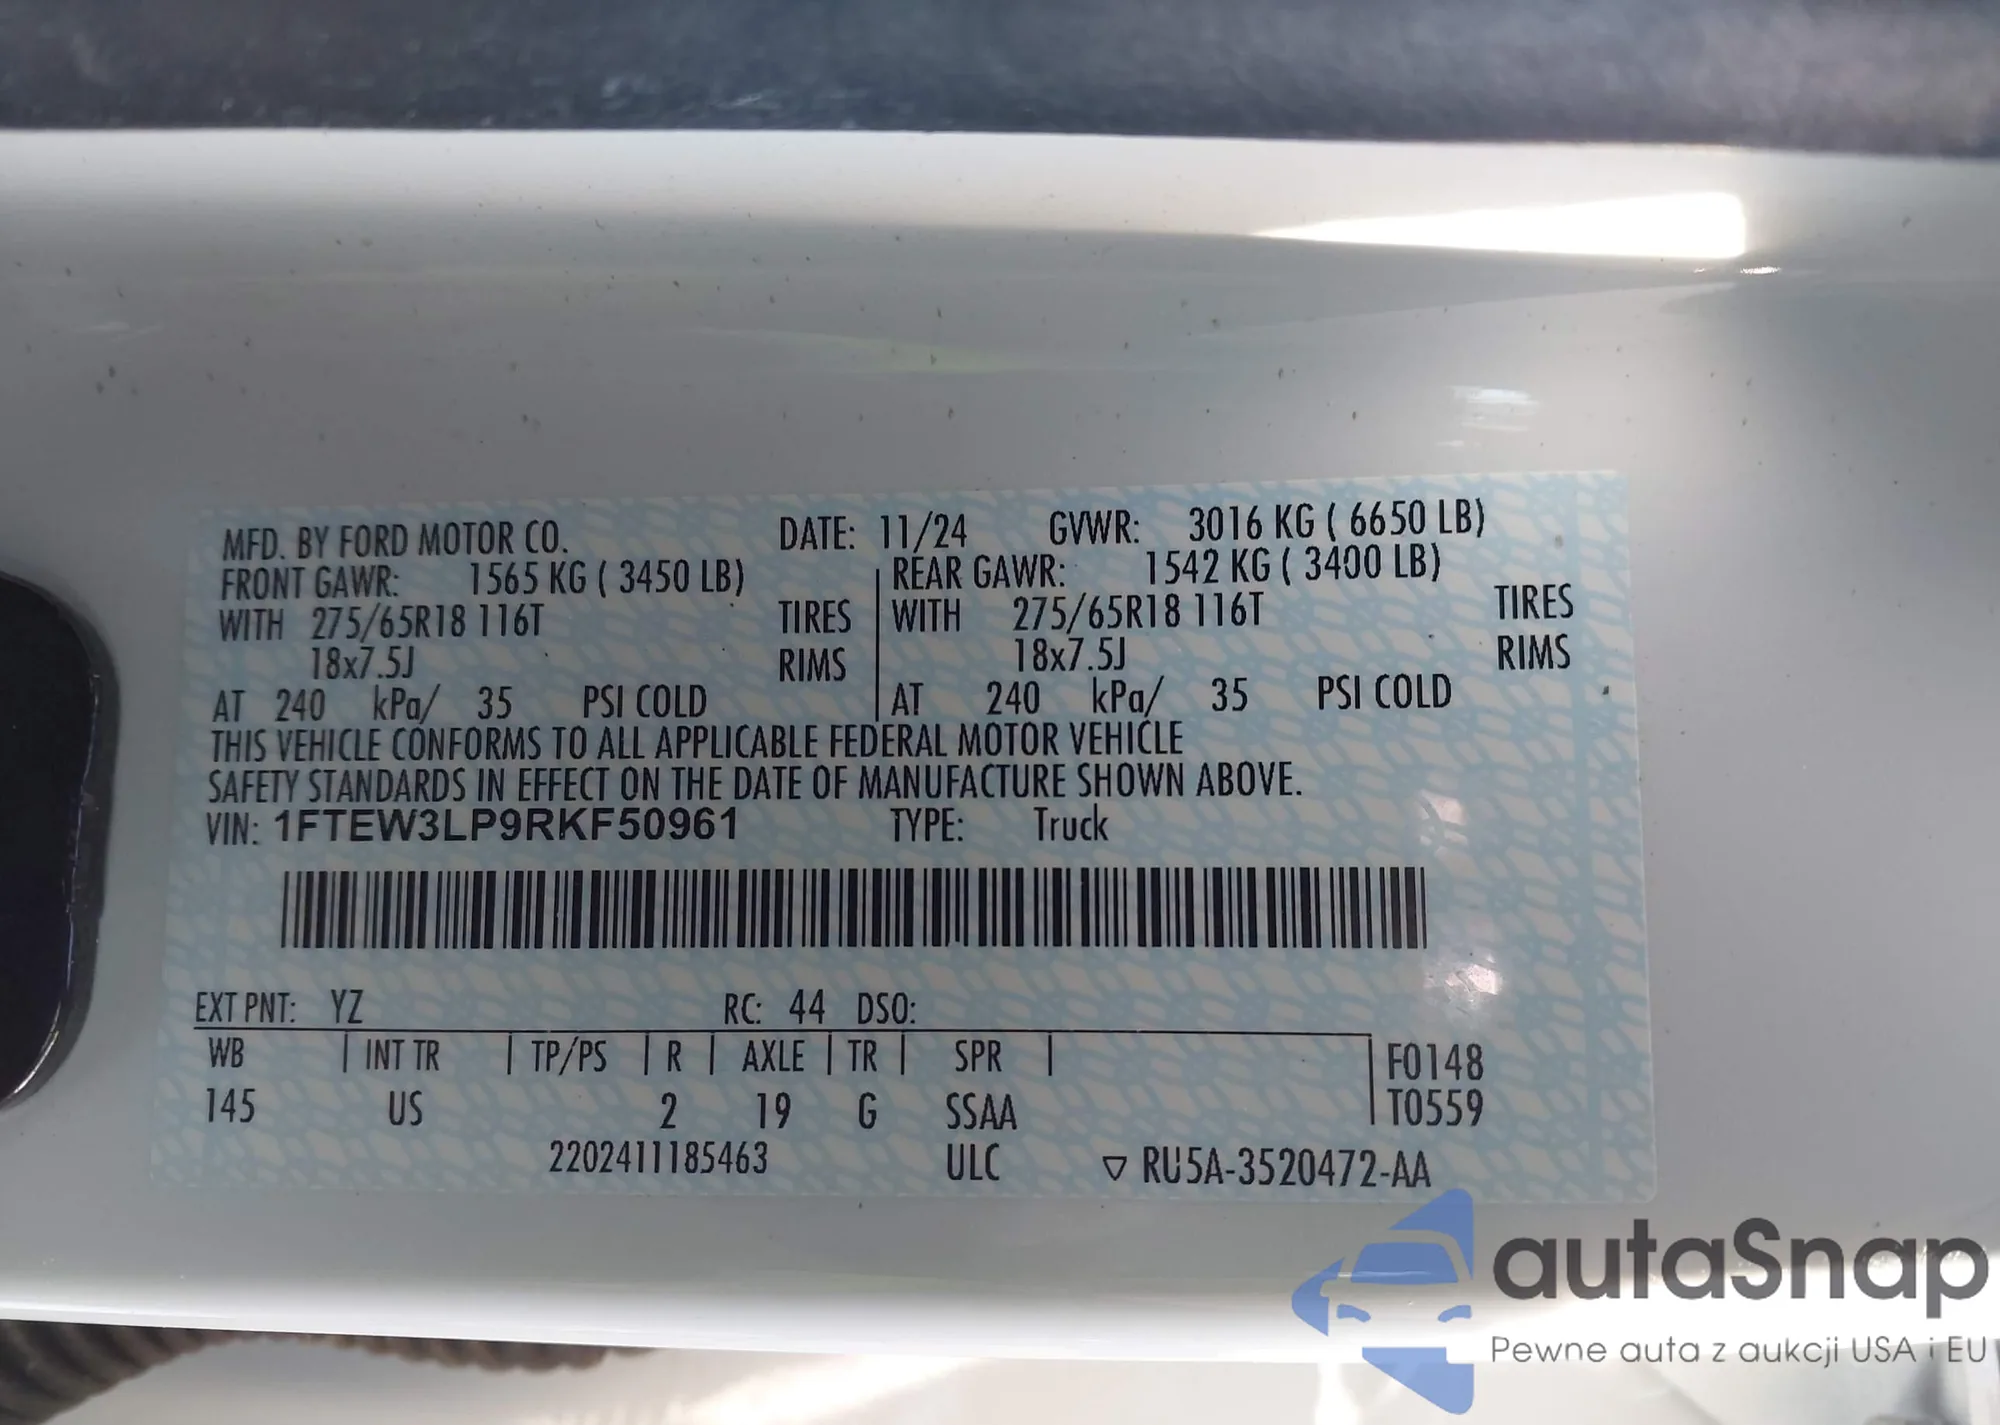 MFD. BY FORD MOTOR CO. DATE: 11/24 GVWR: 3016 KG ( 6650 LB)
FRONT GAWR: 1565 KG ( 3450 LB) REAR GAWR: 1542 KG ( 3400 LB)
WITH 275/65R18 116T TIRES WITH 275/65R18 116T TIRES
18x7.5J RIMS 18x7.5J RIMS
AT 240 kPa/ 35 PSI COLD AT 240 kPa/ 35 PSI COLD
THIS VEHICLE CONFORMS TO ALL APPLICABLE FEDERAL MOTOR VEHICLE
SAFETY STANDARDS IN EFFECT ON THE DATE OF MANUFACTURE SHOWN ABOVE.
VIN: 1FTEW3LP9RKF50961 TYPE: Truck
EXT PNT: YZ RC: 44 DSO:
WB INT TR TP/PS R AXLE TR SPR F0148
145 US 2 19 G SSAA T0559
2202411185463 ULC ▽ RU5A-3520472-AA
autaSnap
Pewne auta z aukcji USA i EU